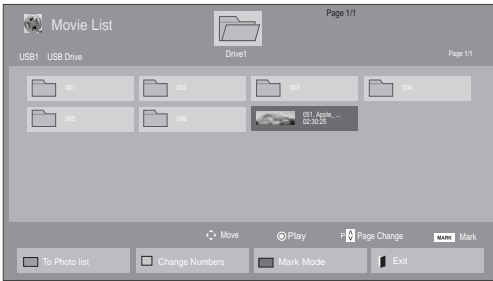 Movie List
Page 1/1
USB1 USB Drive
Drive1
Page 1/1
001
002
003
004
005
006
051. Apple_ ...
02:30:25
Move
Play
P Page Change
MARK Mark
To Photo list
Change Numbers
Mark Mode
Exit